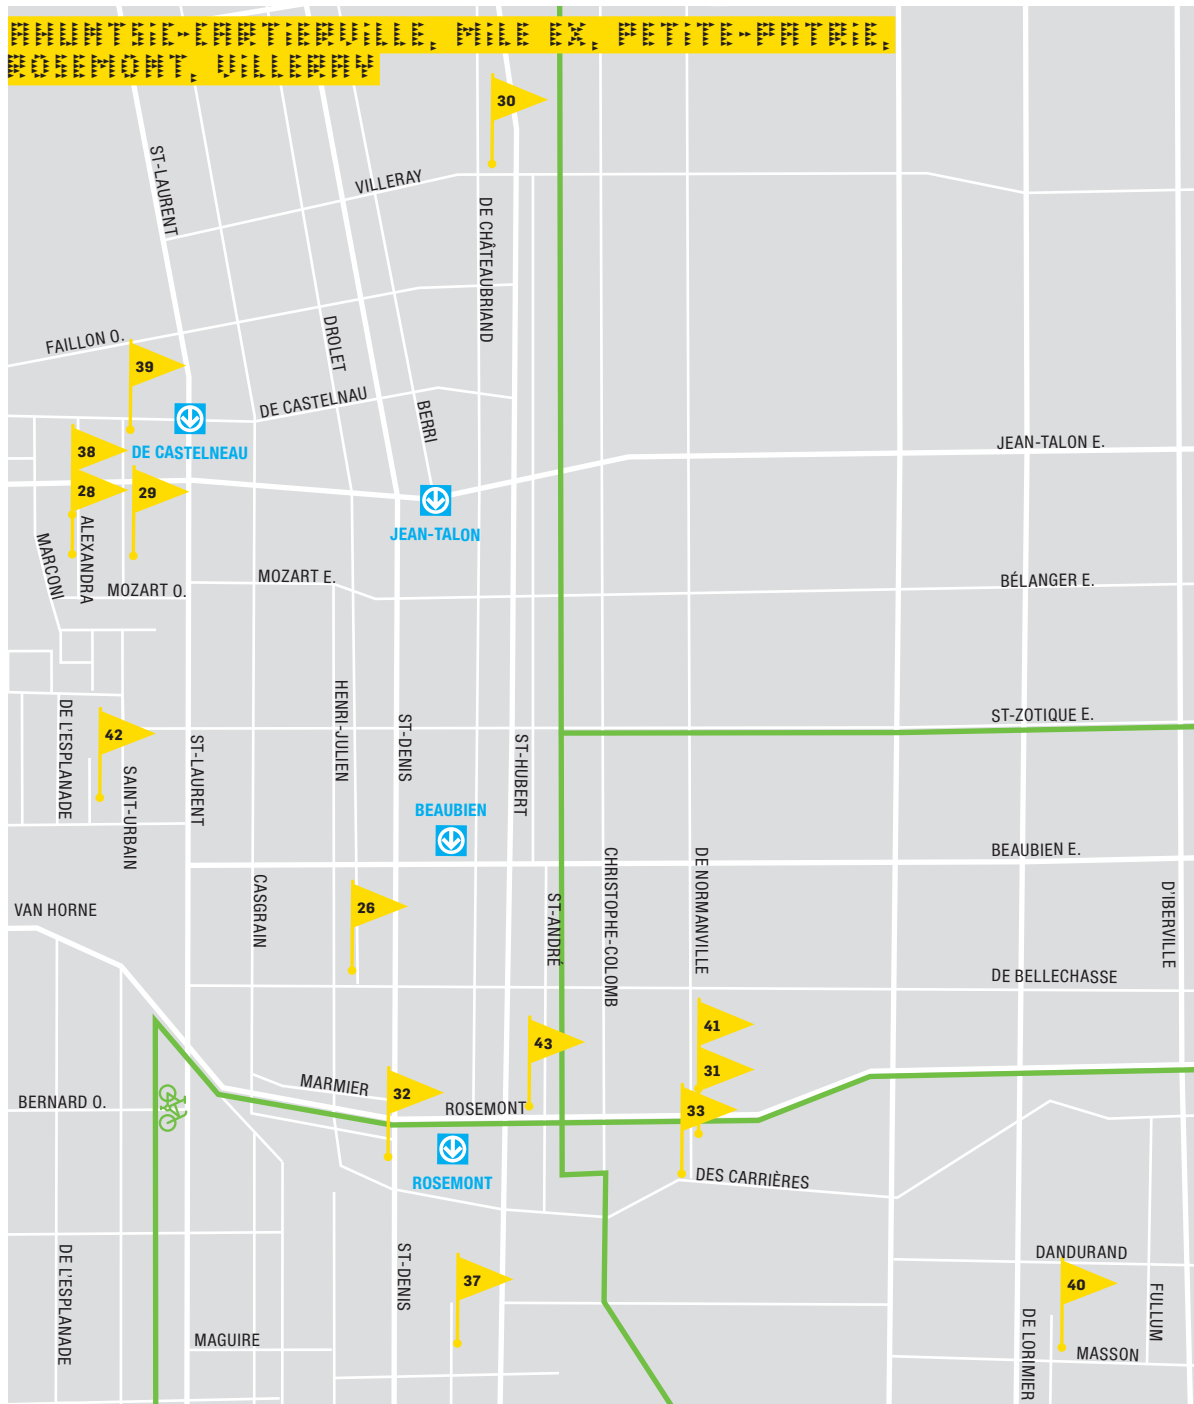 AHUNTSIC-CARTIERVILLE, MILE EX, PETITE-PATRIE,
ROSEMONT, VILLERAY
30
ST-LAURENT
VILLERAY
DE CHÂTEAUBRIAND
FAILLON O.
DROLET
39
DE CASTELNAU
BERRI
DE CASTELNEAU
JEAN-TALON E.
38
28
29
JEAN-TALON
MARCONI
ALEXANDRA
MOZART O.
MOZART E.
BÉLANGER E.
DE L'ESPLANADE
42
SAINT-URBAIN
ST-LAURENT
HENRI-JULIEN
ST-DENIS
ST-HUBERT
ST-ZOTIQUE E.
BEAUBIEN
BEAUBIEN E.
VAN HORNE
CASGRAIN
26
ST-ANDRÉ
CHRISTOPHE-COLOMB
DE NORMANVILLE
D'IBERVILLE
DE BELLECHASSE
41
43
31
MARMIER
32
BERNARD O.
ROSEMONT
33
ROSEMONT
DES CARRIÈRES
DE L'ESPLANADE
ST-DENIS
37
DANDURAND
40
FULLUM
MAGUIRE
DE LORIMIER
MASSON